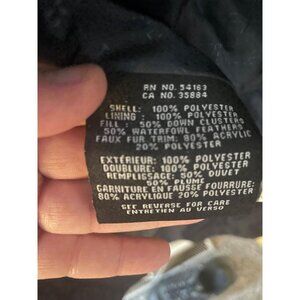 RN NO. 54163
CA NO. 35884
SHELL: 100% POLYESTER
LINING : 100% POLYESTER
FILL : 50% DOWN CLUSTERS
50% WATERFOWL FEATHERS
FAUX FUR TRIM: 80% ACRYLIC
20% POLYESTER
EXTÉRIEUR: 100% POLYESTER
DOUBLURE: 100% POLYESTER
REMPLISSAGE: 50% DUVET
50% PLUME
GARNITURE EN FAUSSE FOURRURE:
80% ACRYLIQUE 20% POLYESTER
SEE REVERSE FOR CARE
ENTRETIEN AU VERSO